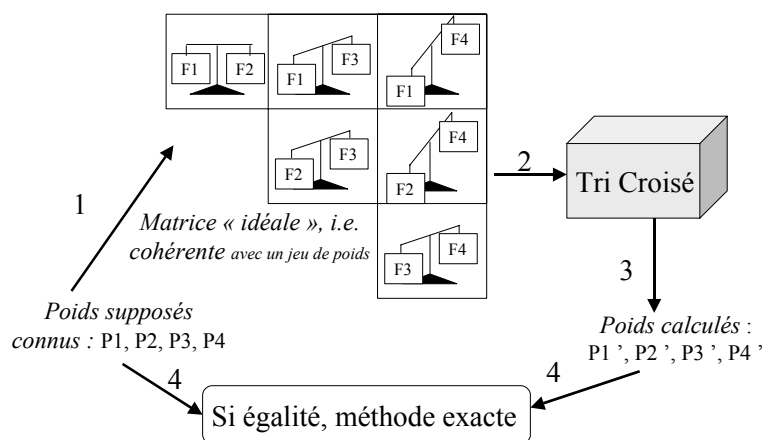 F4
F3
F1 F2
F1
F1
F4
F3
F2
F2
2
Tri Croisé
1
Matrice « idéale », i.e.
cohérente avec un jeu de poids
F4
F3
3
Poids supposés
connus : P1, P2, P3, P4
Poids calculés :
P1 ’, P2 ’, P3 ’, P4 ’
4
4
Si égalité, méthode exacte